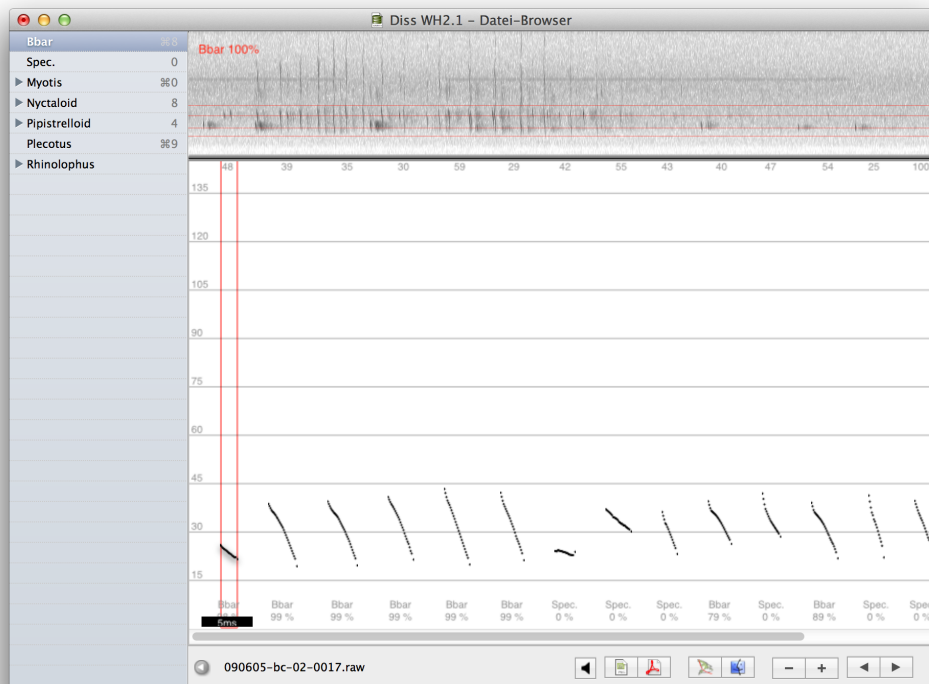 Diss WH2.1 – Datei-Browser
Bbar ⌘8
Spec. 0
Myotis ⌘0
Nyctaloid 8
Pipistrelloid 4
Plecotus ⌘9
Rhinolophus
Bbar 100%
48 39 35 30 59 29 42 55 43 40 47 54 25 100
135
120
105
90
75
60
45
30
15
Bbar Bbar Bbar Bbar Bbar Bbar Spec. Spec. Spec. Bbar Spec. Bbar Spec. Spec
99 % 99 % 99 % 99 % 99 % 0 % 0 % 0 % 79 % 0 % 89 % 0 % 0 %
5ms
090605-bc-02-0017.raw